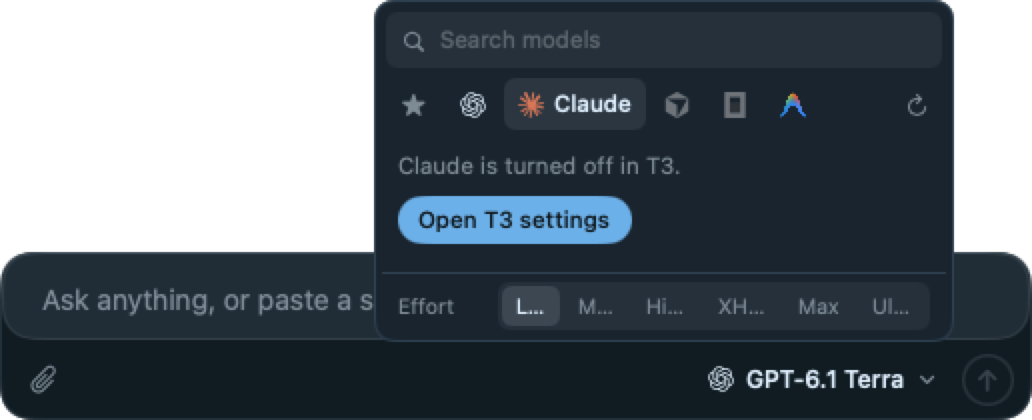 Search models
Claude
Claude is turned off in T3.
Open T3 settings
Ask anything, or paste a s
Effort L... M... Hi... XH... Max Ul...
GPT-6.1 Terra